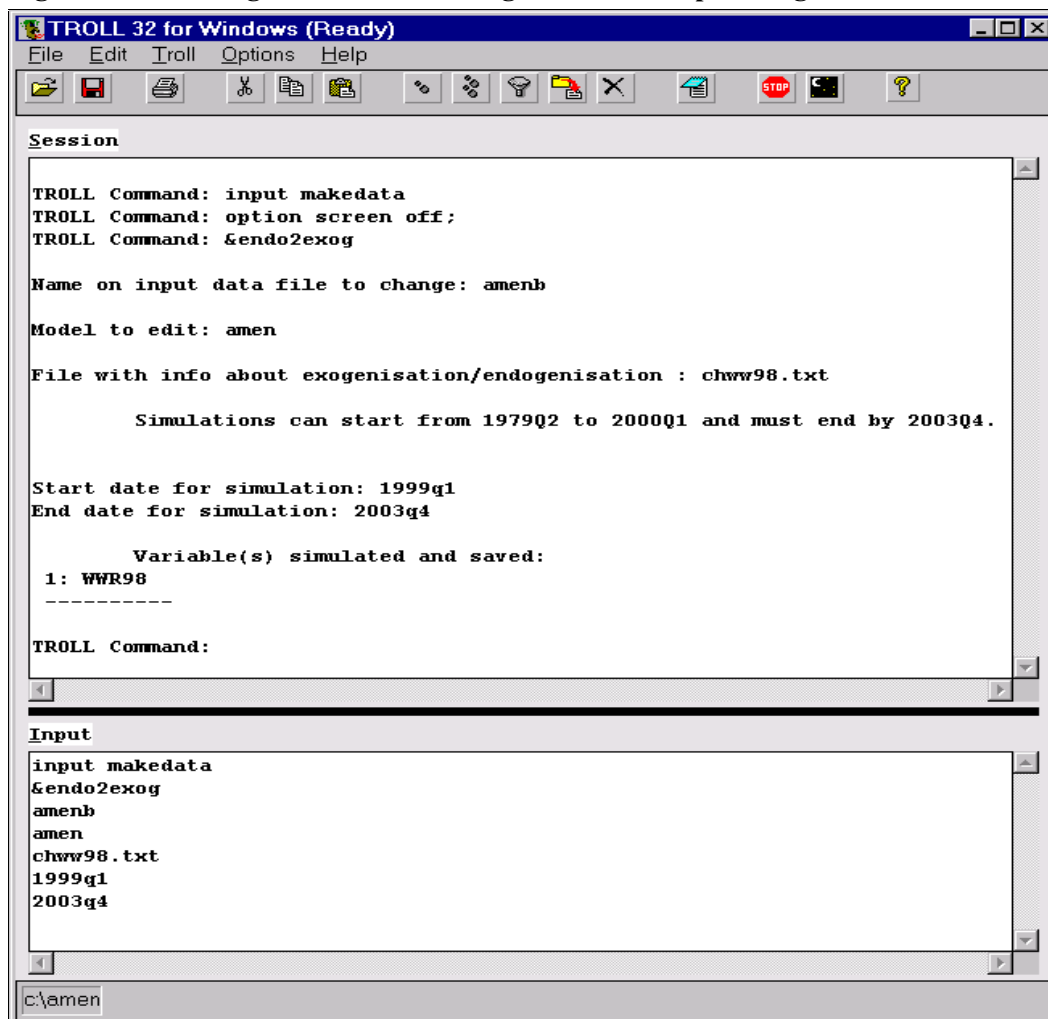 TROLL 32 for Windows (Ready)
File Edit Troll Options Help
STOP
?
Session
TROLL Command: input makedata
TROLL Command: option screen off;
TROLL Command: &endo2exog
Name on input data file to change: amenb
Model to edit: amen
File with info about exogenisation/endogenisation : chww98.txt
Simulations can start from 1979Q2 to 2000Q1 and must end by 2003Q4.
Start date for simulation: 1999q1
End date for simulation: 2003q4
Variable(s) simulated and saved:
1: WWR98
----------
TROLL Command:
Input
input makedata
&endo2exog
amenb
amen
chww98.txt
1999q1
2003q4
c:\amen